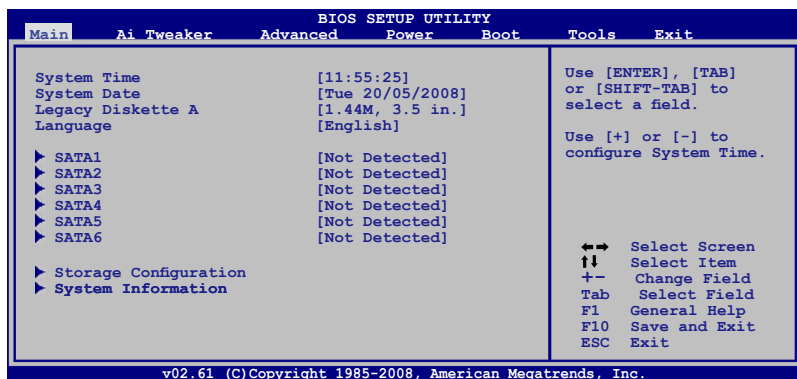 BIOS SETUP UTILITY
Main Ai Tweaker Advanced Power Boot Tools Exit
System Time [11:55:25]
System Date [Tue 20/05/2008]
Legacy Diskette A [1.44M, 3.5 in.]
Language [English]
SATA1 [Not Detected]
SATA2 [Not Detected]
SATA3 [Not Detected]
SATA4 [Not Detected]
SATA5 [Not Detected]
SATA6 [Not Detected]
Storage Configuration
System Information
Use [ENTER], [TAB]
or [SHIFT-TAB] to
select a field.
Use [+] or [-] to
configure System Time.
←→ Select Screen
↑↓ Select Item
+- Change Field
Tab Select Field
F1 General Help
F10 Save and Exit
ESC Exit
v02.61 (C)Copyright 1985-2008, American Megatrends, Inc.